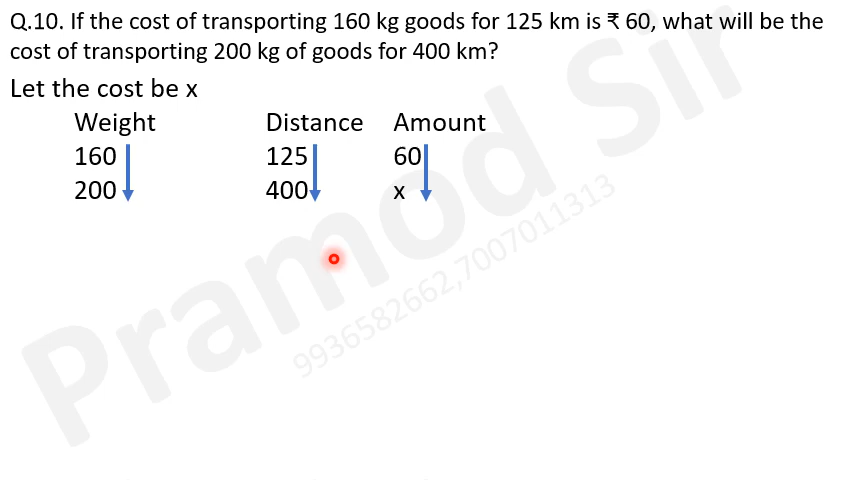 Q.10. If the cost of transporting 160 kg goods for 125 km is ₹ 60, what will be the
cost of transporting 200 kg of goods for 400 km?
Let the cost be x
Weight Distance Amount
160 125 60
200 400 x
Pramod Sir
9936582662,7007011313